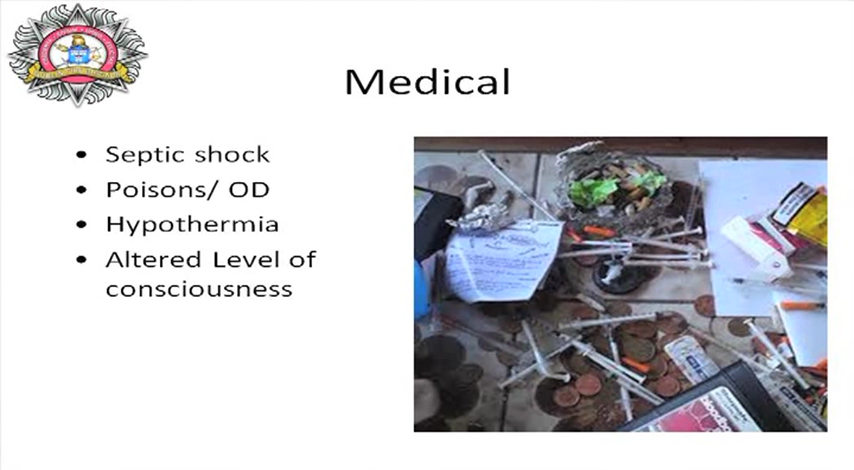 Medical
• Septic shock
• Poisons/ OD
• Hypothermia
• Altered Level of
consciousness